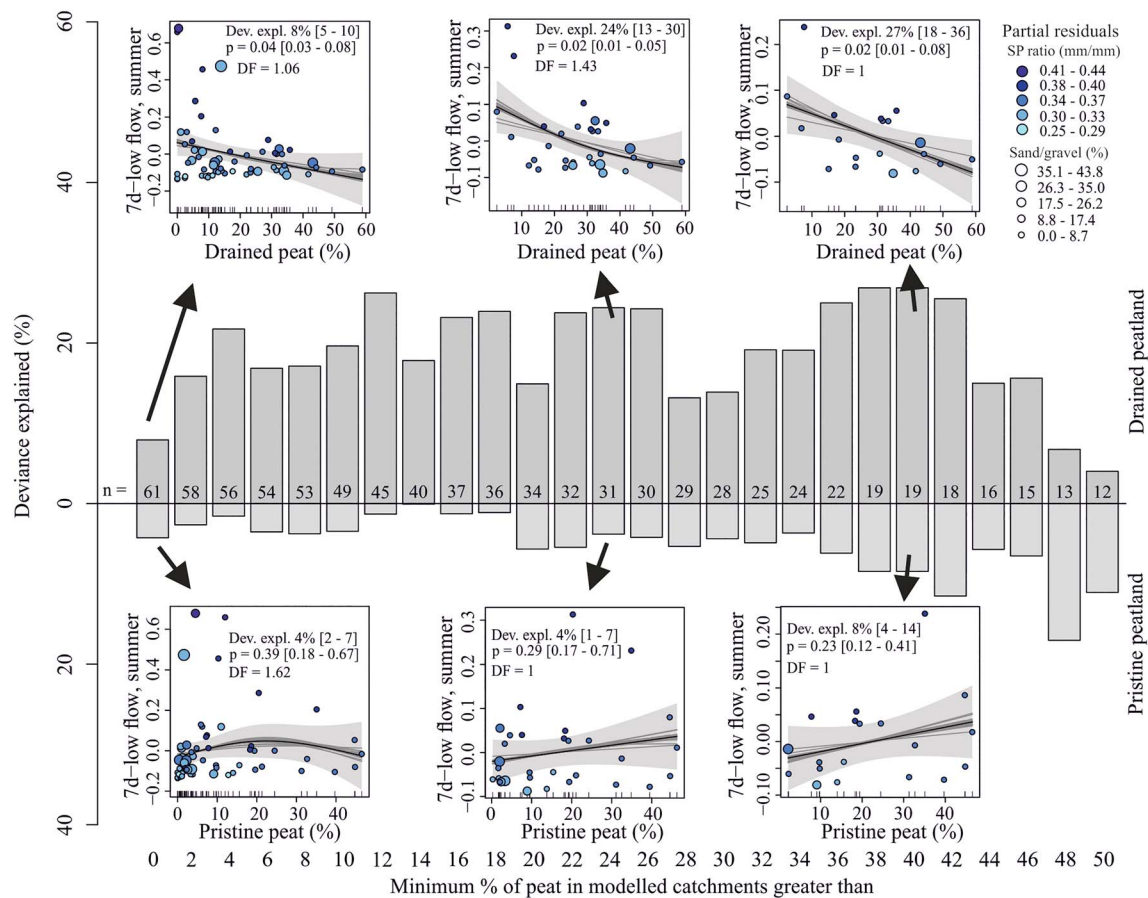 60
40
20
0
20
40
Deviance explained (%)
7d−low flow, summer
0.6
0.4
0.2
0.0
−0.2
Dev. expl. 8% [5 - 10]
p = 0.04 [0.03 - 0.08]
DF = 1.06
0 10 20 30 40 50 60
Drained peat (%)
7d−low flow, summer
0.3
0.2
0.1
0.0
−0.1
Dev. expl. 24% [13 - 30]
p = 0.02 [0.01 - 0.05]
DF = 1.43
10 20 30 40 50 60
Drained peat (%)
7d−low flow, summer
0.2
0.1
0.0
−0.1
Dev. expl. 27% [18 - 36]
p = 0.02 [0.01 - 0.08]
DF = 1
10 20 30 40 50 60
Drained peat (%)
Partial residuals
SP ratio (mm/mm)
0.41 - 0.44
0.38 - 0.40
0.34 - 0.37
0.30 - 0.33
0.25 - 0.29
Sand/gravel (%)
35.1 - 43.8
26.3 - 35.0
17.5 - 26.2
8.8 - 17.4
0.0 - 8.7
Drained peatland
n = 61 58 56 54 53 49 45 40 37 36 34 32 31 30 29 28 25 24 22 19 19 18 16 15 13 12
Pristine peatland
7d−low flow, summer
0.6
0.4
0.2
0.0
−0.2
Dev. expl. 4% [2 - 7]
p = 0.39 [0.18 - 0.67]
DF = 1.62
0 10 20 30 40
Pristine peat (%)
7d−low flow, summer
0.3
0.2
0.1
0.0
−0.1
Dev. expl. 4% [1 - 7]
p = 0.29 [0.17 - 0.71]
DF = 1
0 10 20 30 40
Pristine peat (%)
7d−low flow, summer
0.20
0.10
0.00
−0.10
Dev. expl. 8% [4 - 14]
p = 0.23 [0.12 - 0.41]
DF = 1
10 20 30 40
Pristine peat (%)
0 2 4 6 8 10 12 14 16 18 20 22 24 26 28 30 32 34 36 38 40 42 44 46 48 50
Minimum % of peat in modelled catchments greater than